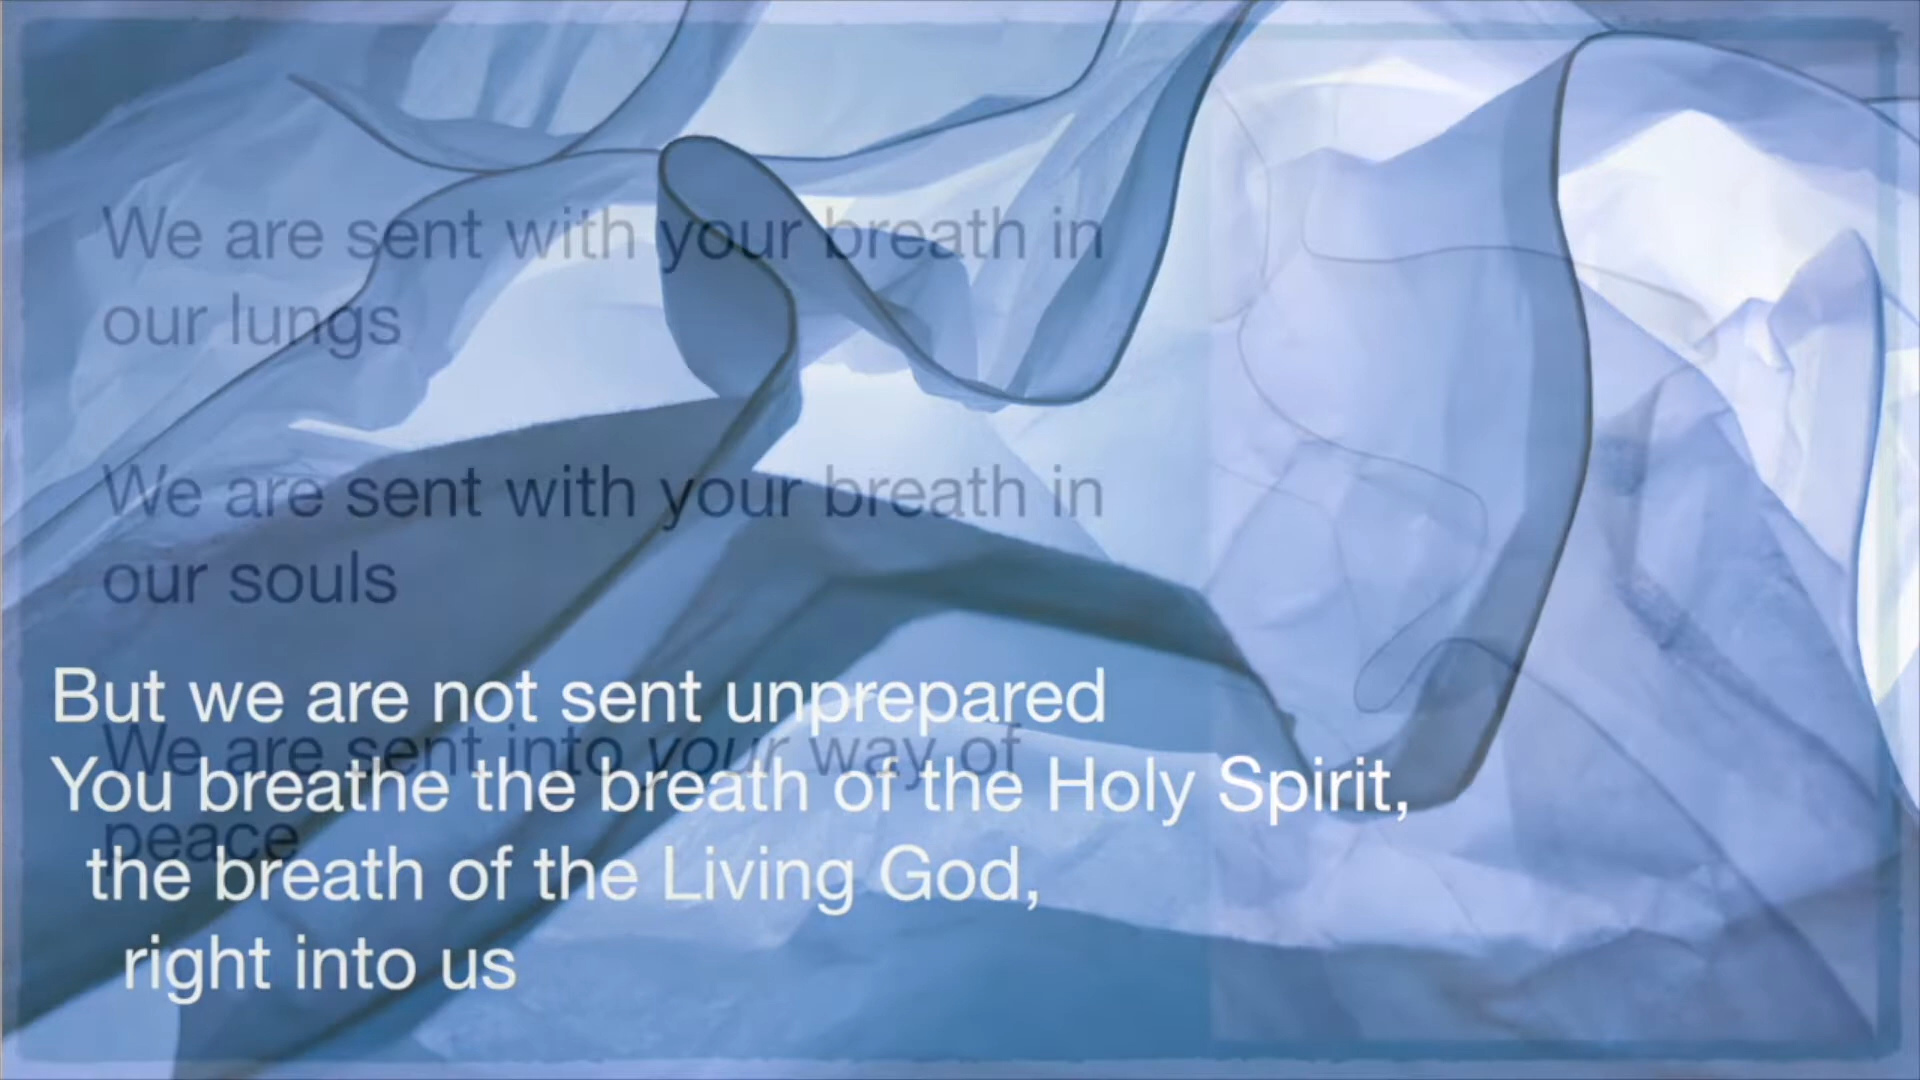 We are sent with your breath in
our lungs
We are sent with your breath in
our souls
But we are not sent unprepared
We are sent into your way of
You breathe the breath of the Holy Spirit,
peace
the breath of the Living God,
right into us